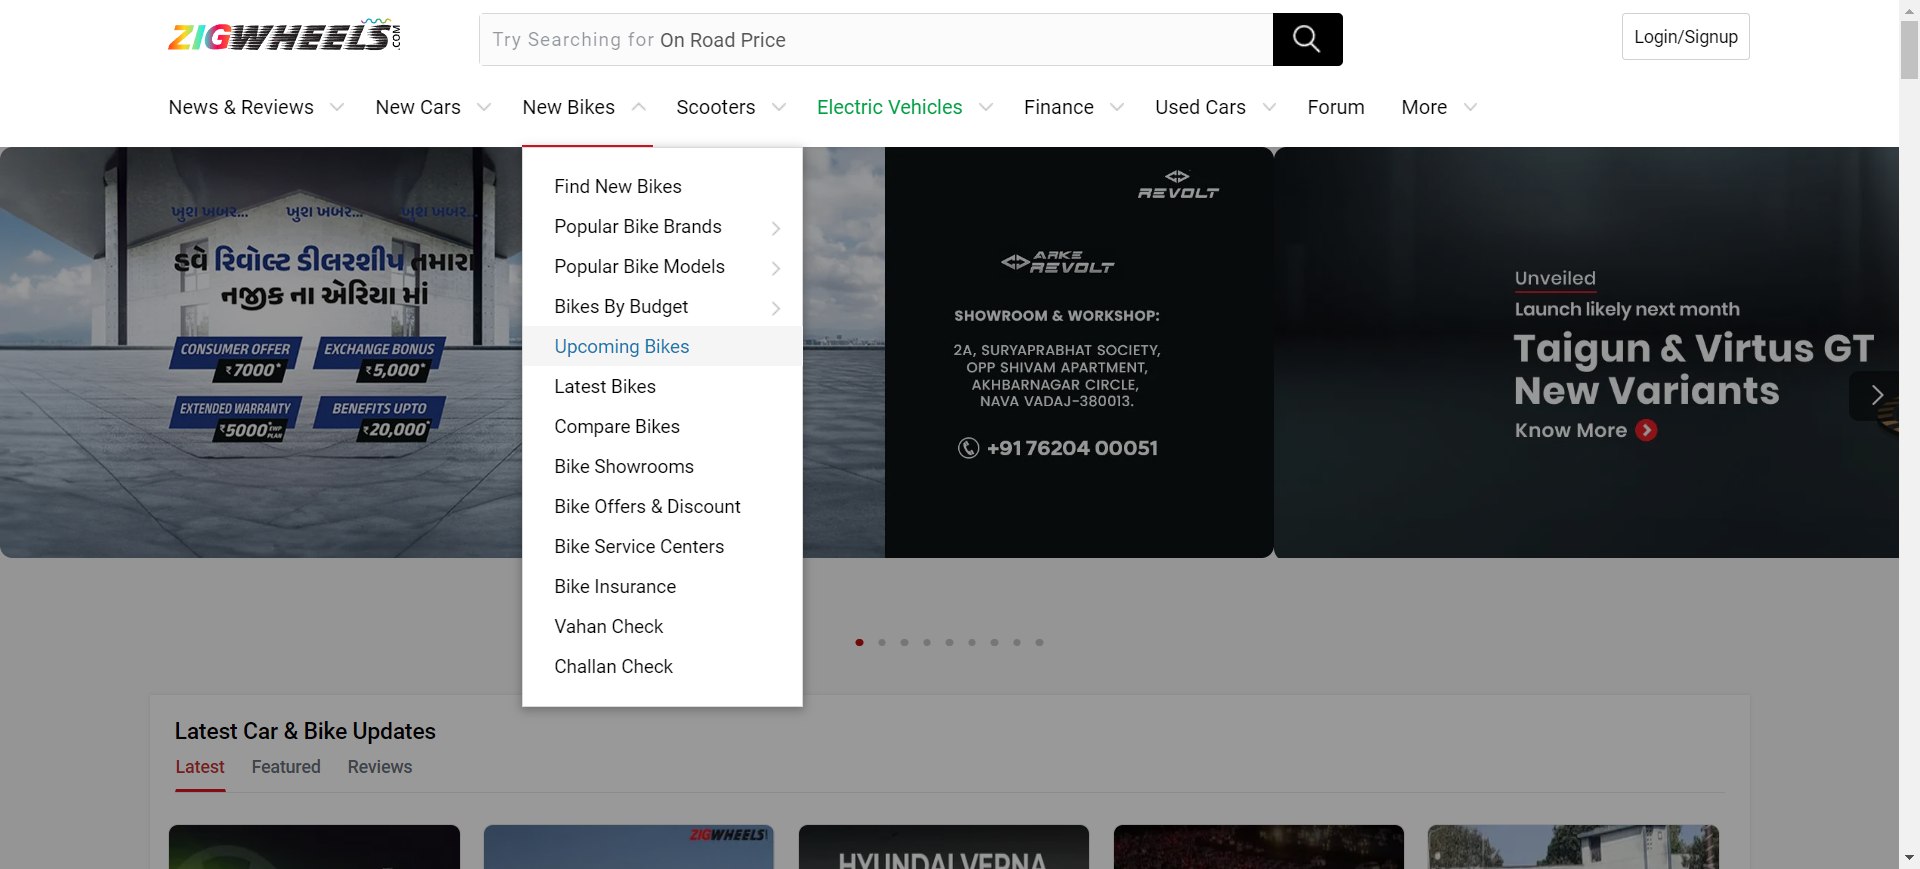 ZIGWHEELS.COM
Try Searching for On Road Price
Login/Signup
News & Reviews
New Cars
New Bikes
Scooters
Electric Vehicles
Finance
Used Cars
Forum
More
Find New Bikes
Popular Bike Brands
Popular Bike Models
Bikes By Budget
Upcoming Bikes
Latest Bikes
Compare Bikes
Bike Showrooms
Bike Offers & Discount
Bike Service Centers
Bike Insurance
Vahan Check
Challan Check
ખુશ ખબર... ખુશ ખબર... ખુશ ખબર...
હવે રિવોલ્ટ ડીલરશીપ તમારા
નજીક ના એરિયા માં
CONSUMER OFFER
₹7000*
EXCHANGE BONUS
₹5,000*
EXTENDED WARRANTY
₹5000* EWP PLAN
BENEFITS UPTO
₹20,000*
REVOLT
ARKE
REVOLT
SHOWROOM & WORKSHOP:
2A, SURYAPRABHAT SOCIETY,
OPP SHIVAM APARTMENT,
AKHBARNAGAR CIRCLE,
NAVA VADAJ-380013.
+91 76204 00051
Unveiled
Launch likely next month
Taigun & Virtus GT
New Variants
Know More
Latest Car & Bike Updates
Latest
Featured
Reviews
ZIGWHEELS
HYUNDAI VERNA